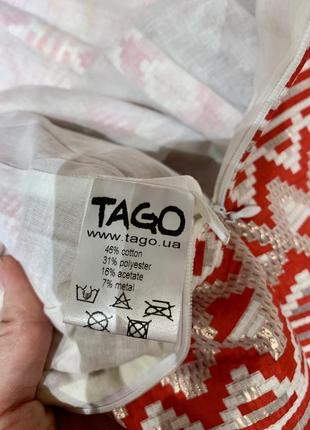 TAGO
www.tago.ua
46% cotton
31% polyester
16% acetate
7% metal